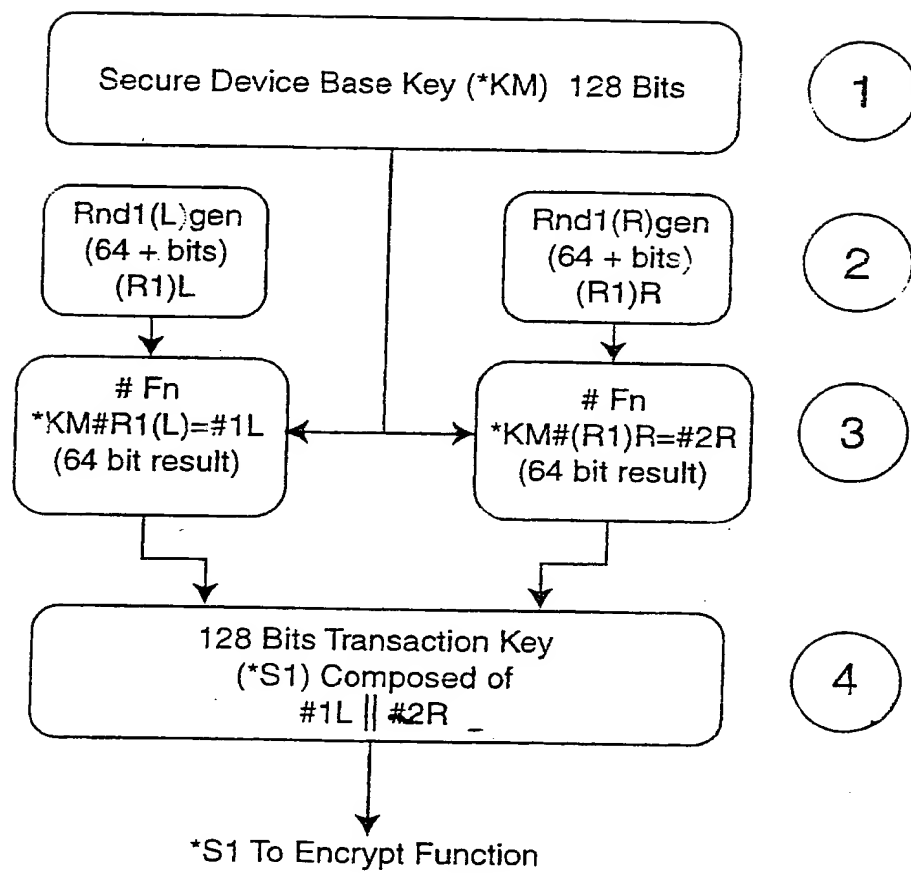 Secure Device Base Key (*KM) 128 Bits
1
Rnd1(L)gen
(64 + bits)
(R1)L
Rnd1(R)gen
(64 + bits)
(R1)R
2
# Fn
*KM#R1(L)=#1L
(64 bit result)
# Fn
*KM#(R1)R=#2R
(64 bit result)
3
128 Bits Transaction Key
(*S1) Composed of
#1L || #2R
4
*S1 To Encrypt Function